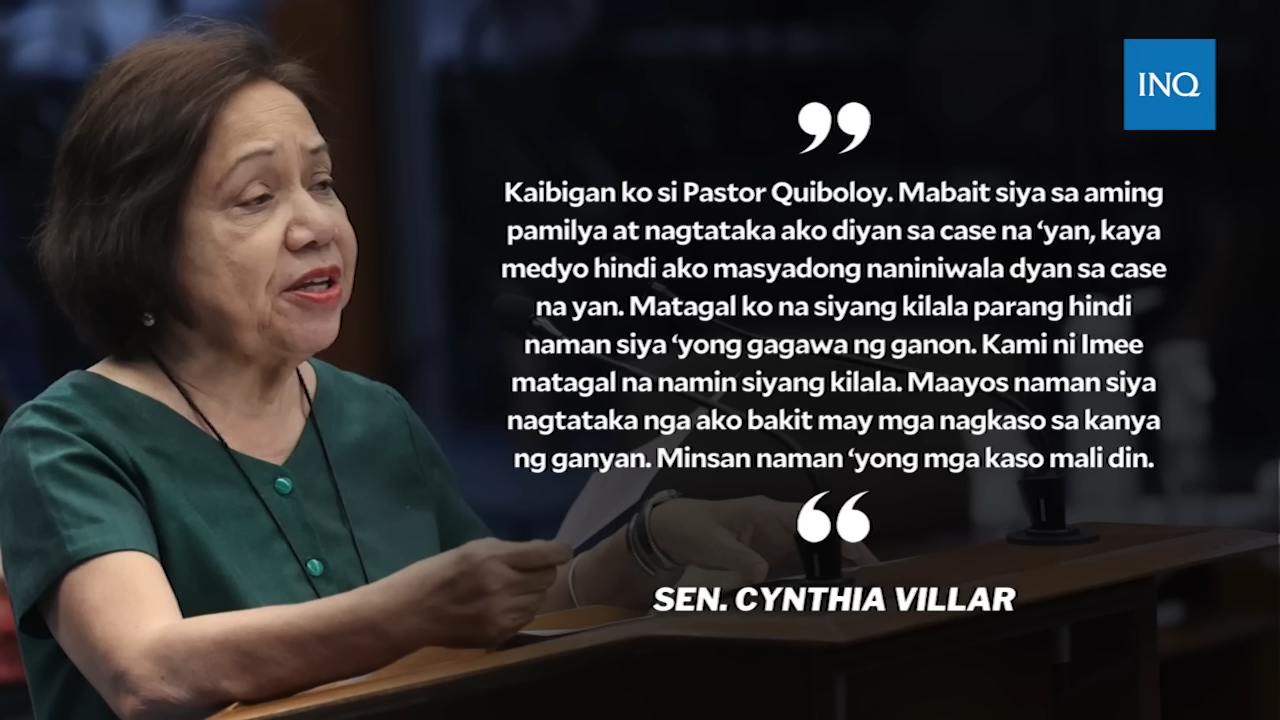 INQ
”
Kaibigan ko si Pastor Quiboloy. Mabait siya sa aming
pamilya at nagtataka ako diyan sa case na ‘yan, kaya
medyo hindi ako masyadong naniniwala dyan sa case
na yan. Matagal ko na siyang kilala parang hindi
naman siya ‘yong gagawa ng ganon. Kami ni Imee
matagal na namin siyang kilala. Maayos naman siya
nagtataka nga ako bakit may mga nagkaso sa kanya
ng ganyan. Minsan naman ‘yong mga kaso mali din.
“
SEN. CYNTHIA VILLAR